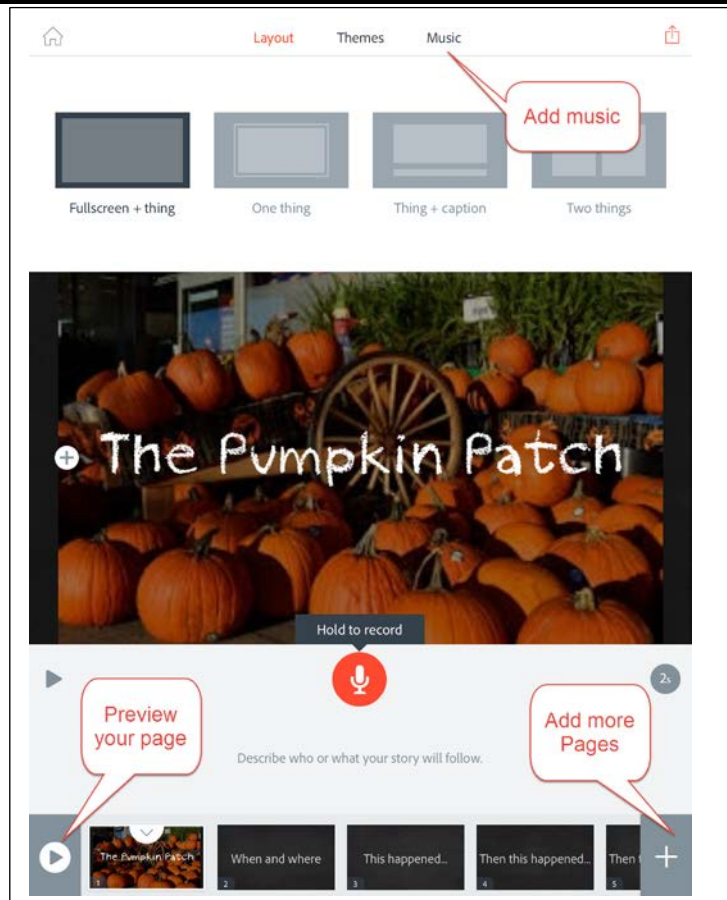 Layout Themes Music
Add music
Fullscreen + thing One thing Thing + caption Two things
The Pumpkin Patch
Hold to record
2s
Preview
your page
Add more
Pages
Describe who or what your story will follow.
The Pumpkin Patch
1
When and where
2
This happened...
3
Then this happened...
4
Then
5